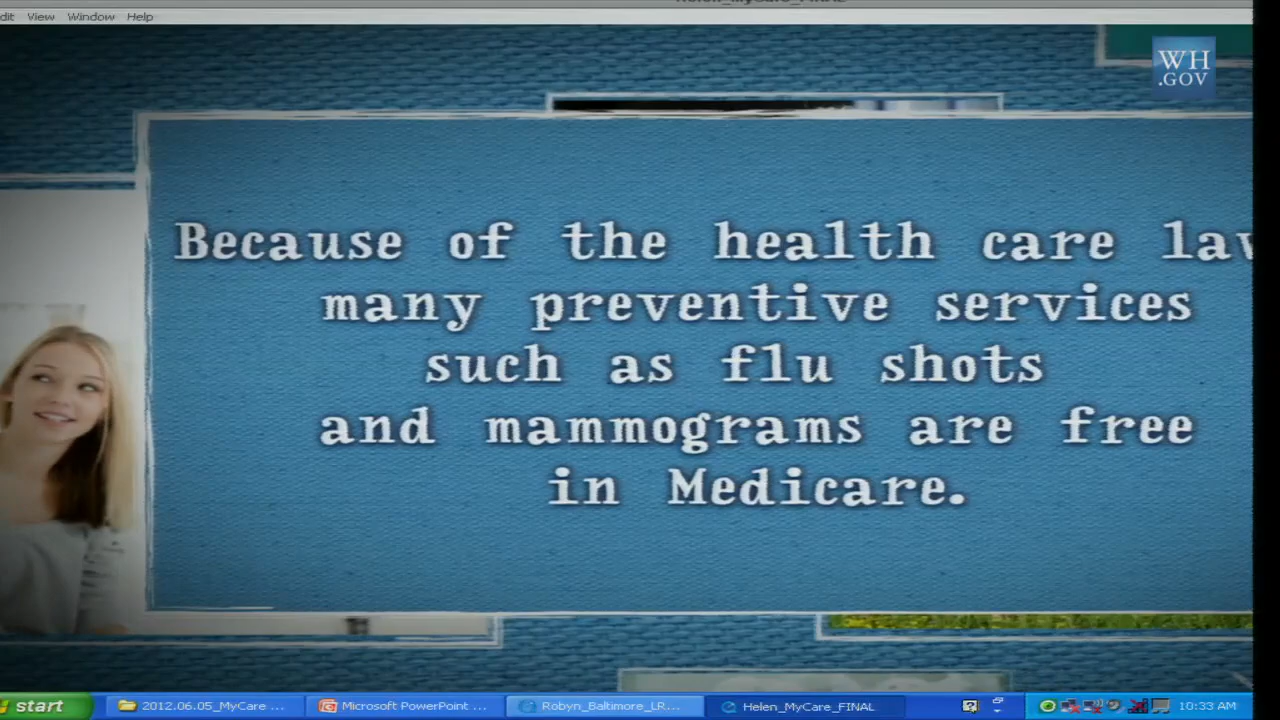 dit View Window Help
WH
.GOV
Because of the health care law
many preventive services
such as flu shots
and mammograms are free
in Medicare.
start 2012.06.05_MyCare ... Microsoft PowerPoint ... Robyn_Baltimore_LR... Helen_MyCare_FINAL 10:33 AM